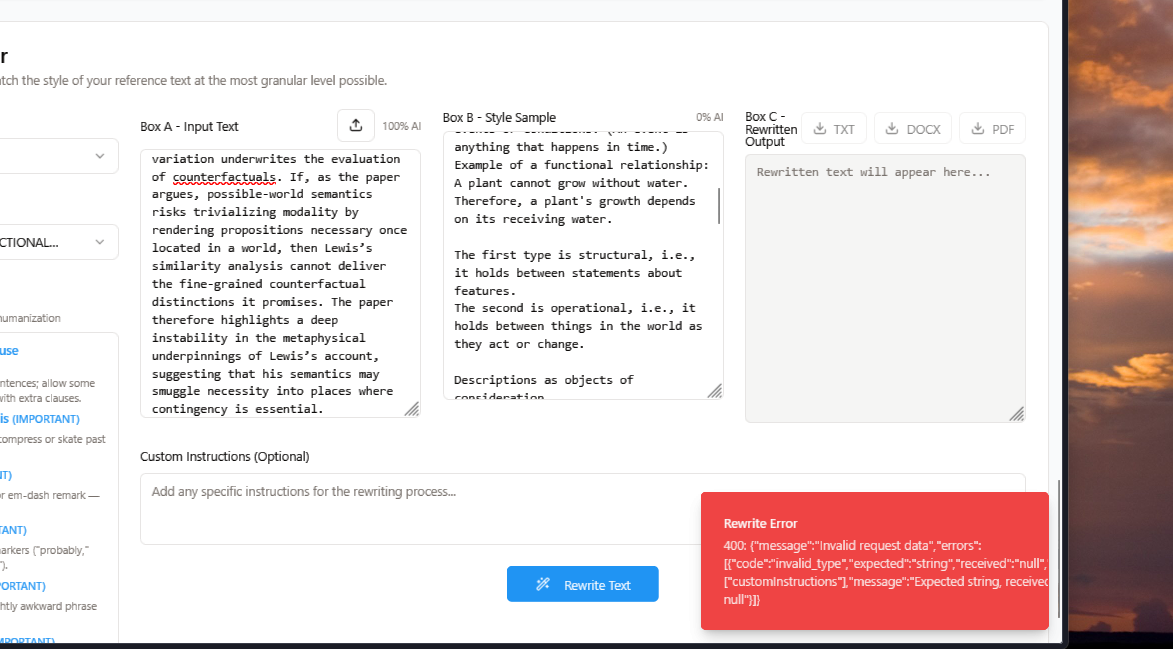 r
tch the style of your reference text at the most granular level possible.
CTIONAL...
humanization
use
ntences; allow some
with extra clauses.
is (IMPORTANT)
compress or skate past
NT)
or em-dash remark —
TANT)
arkers ("probably,"
").
PORTANT)
htly awkward phrase
MPORTANT)
Box A - Input Text
100% AI
variation underwrites the evaluation
of counterfactuals. If, as the paper
argues, possible-world semantics
risks trivializing modality by
rendering propositions necessary once
located in a world, then Lewis’s
similarity analysis cannot deliver
the fine-grained counterfactual
distinctions it promises. The paper
therefore highlights a deep
instability in the metaphysical
underpinnings of Lewis’s account,
suggesting that his semantics may
smuggle necessity into places where
contingency is essential.
Box B - Style Sample
0% AI
events or conditions. (An event is
anything that happens in time.)
Example of a functional relationship:
A plant cannot grow without water.
Therefore, a plant's growth depends
on its receiving water.
The first type is structural, i.e.,
it holds between statements about
features.
The second is operational, i.e., it
holds between things in the world as
they act or change.
Descriptions as objects of
consideration
Box C -
Rewritten
Output
TXT
DOCX
PDF
Rewritten text will appear here...
Custom Instructions (Optional)
Add any specific instructions for the rewriting process...
Rewrite Text
Rewrite Error
400: {"message":"Invalid request data","errors":
[{"code":"invalid_type","expected":"string","received":"null",
["customInstructions"],"message":"Expected string, received
null"}]}